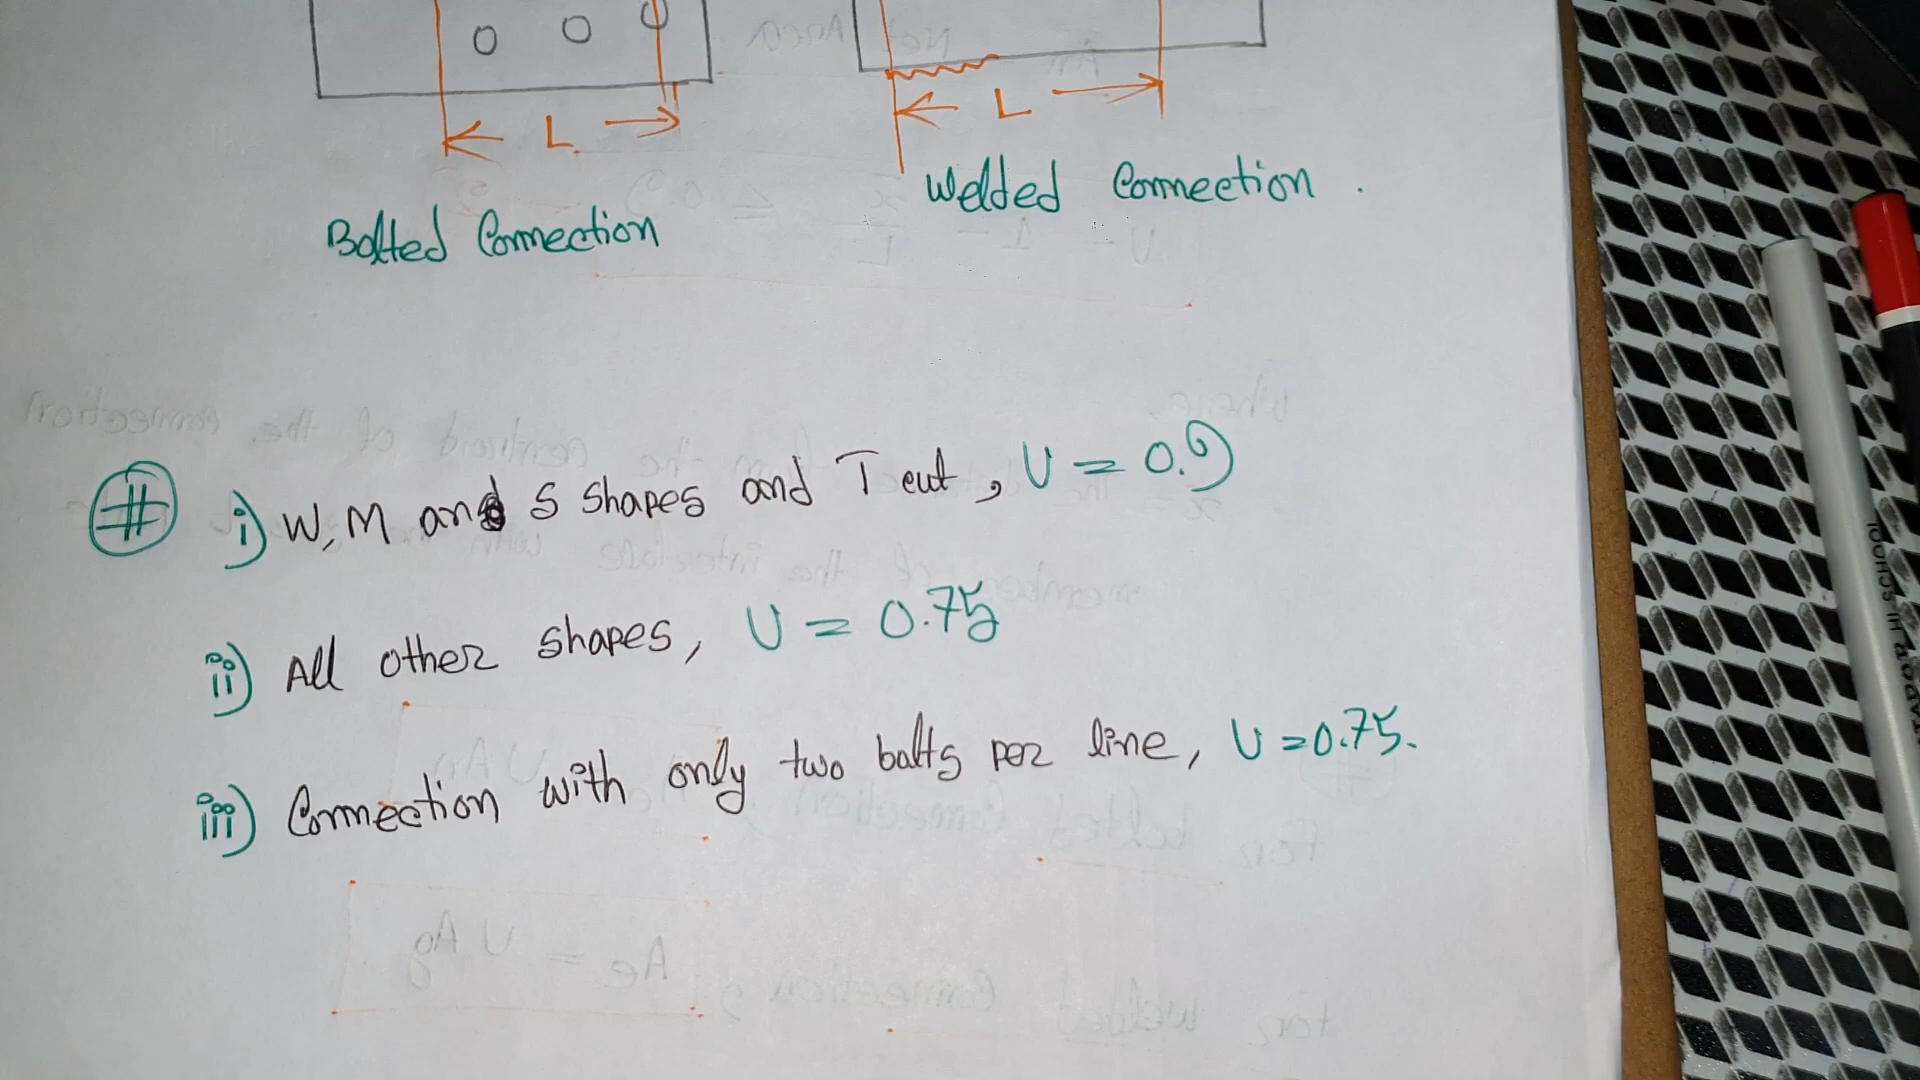 L.
L
Bolted Connection
Welded Connection.
# i) W, M and S shapes and T cut, U = 0.9
ii) All other shapes, U = 0.75
iii) Connection with only two bolts per line, U = 0.75.